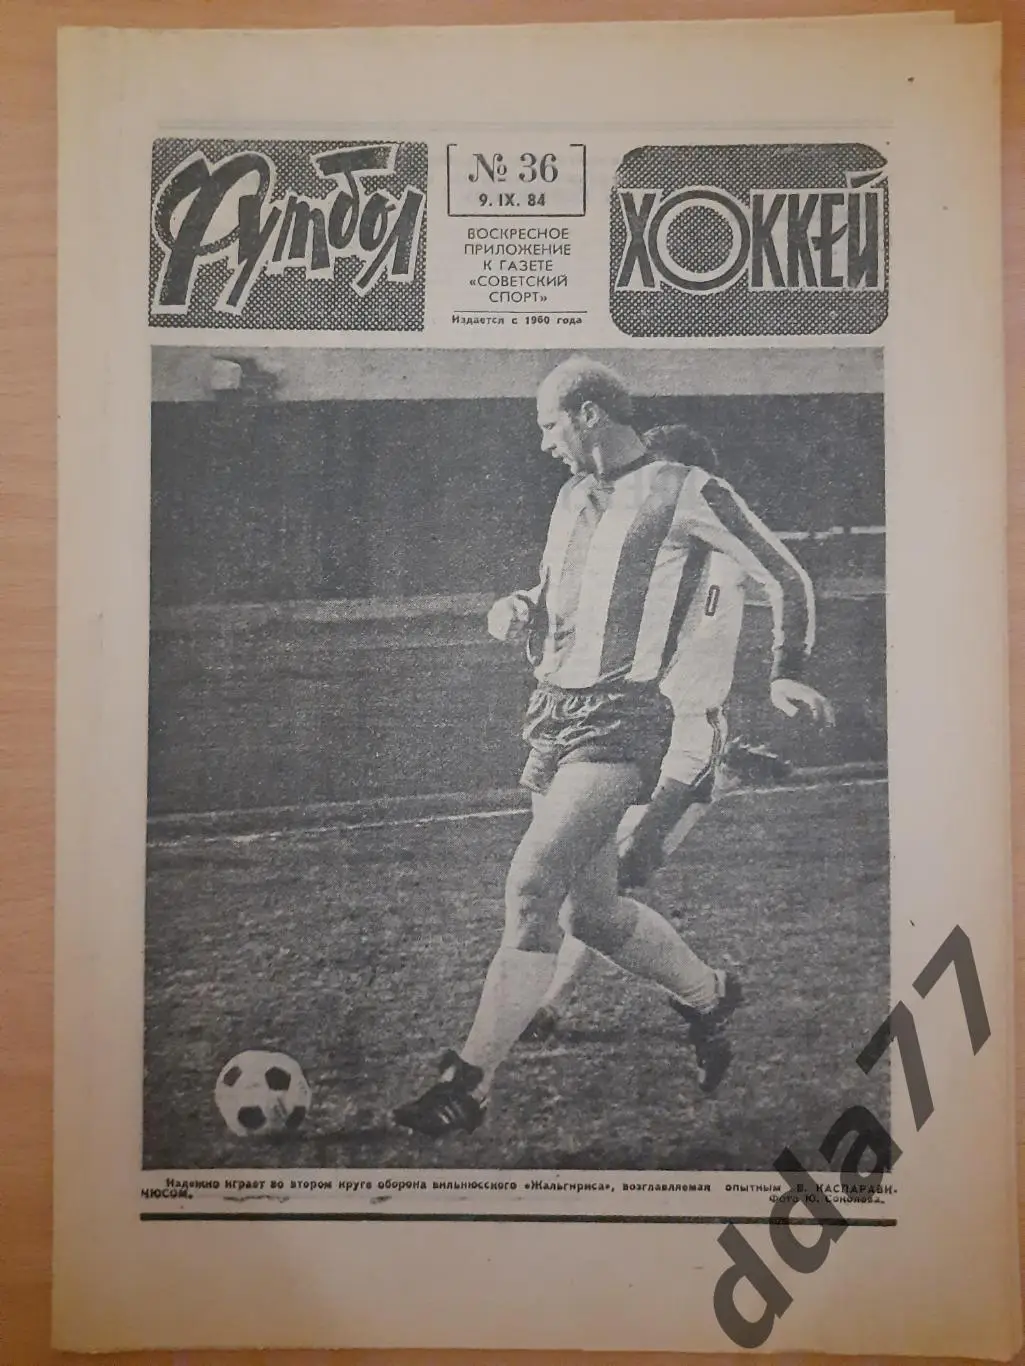 Футбол
№ 36
9. IX. 84
ВОСКРЕСНОЕ
ПРИЛОЖЕНИЕ
К ГАЗЕТЕ
«СОВЕТСКИЙ
СПОРТ»
Издается с 1960 года
ХОККЕЙ
Надежно играет во втором круге оборона вильнюсского «Жальгириса», возглавляемая опытным В. КАСПАРАВИ-
ЧЮСОМ.
Фото Ю. Соколова.
dda77